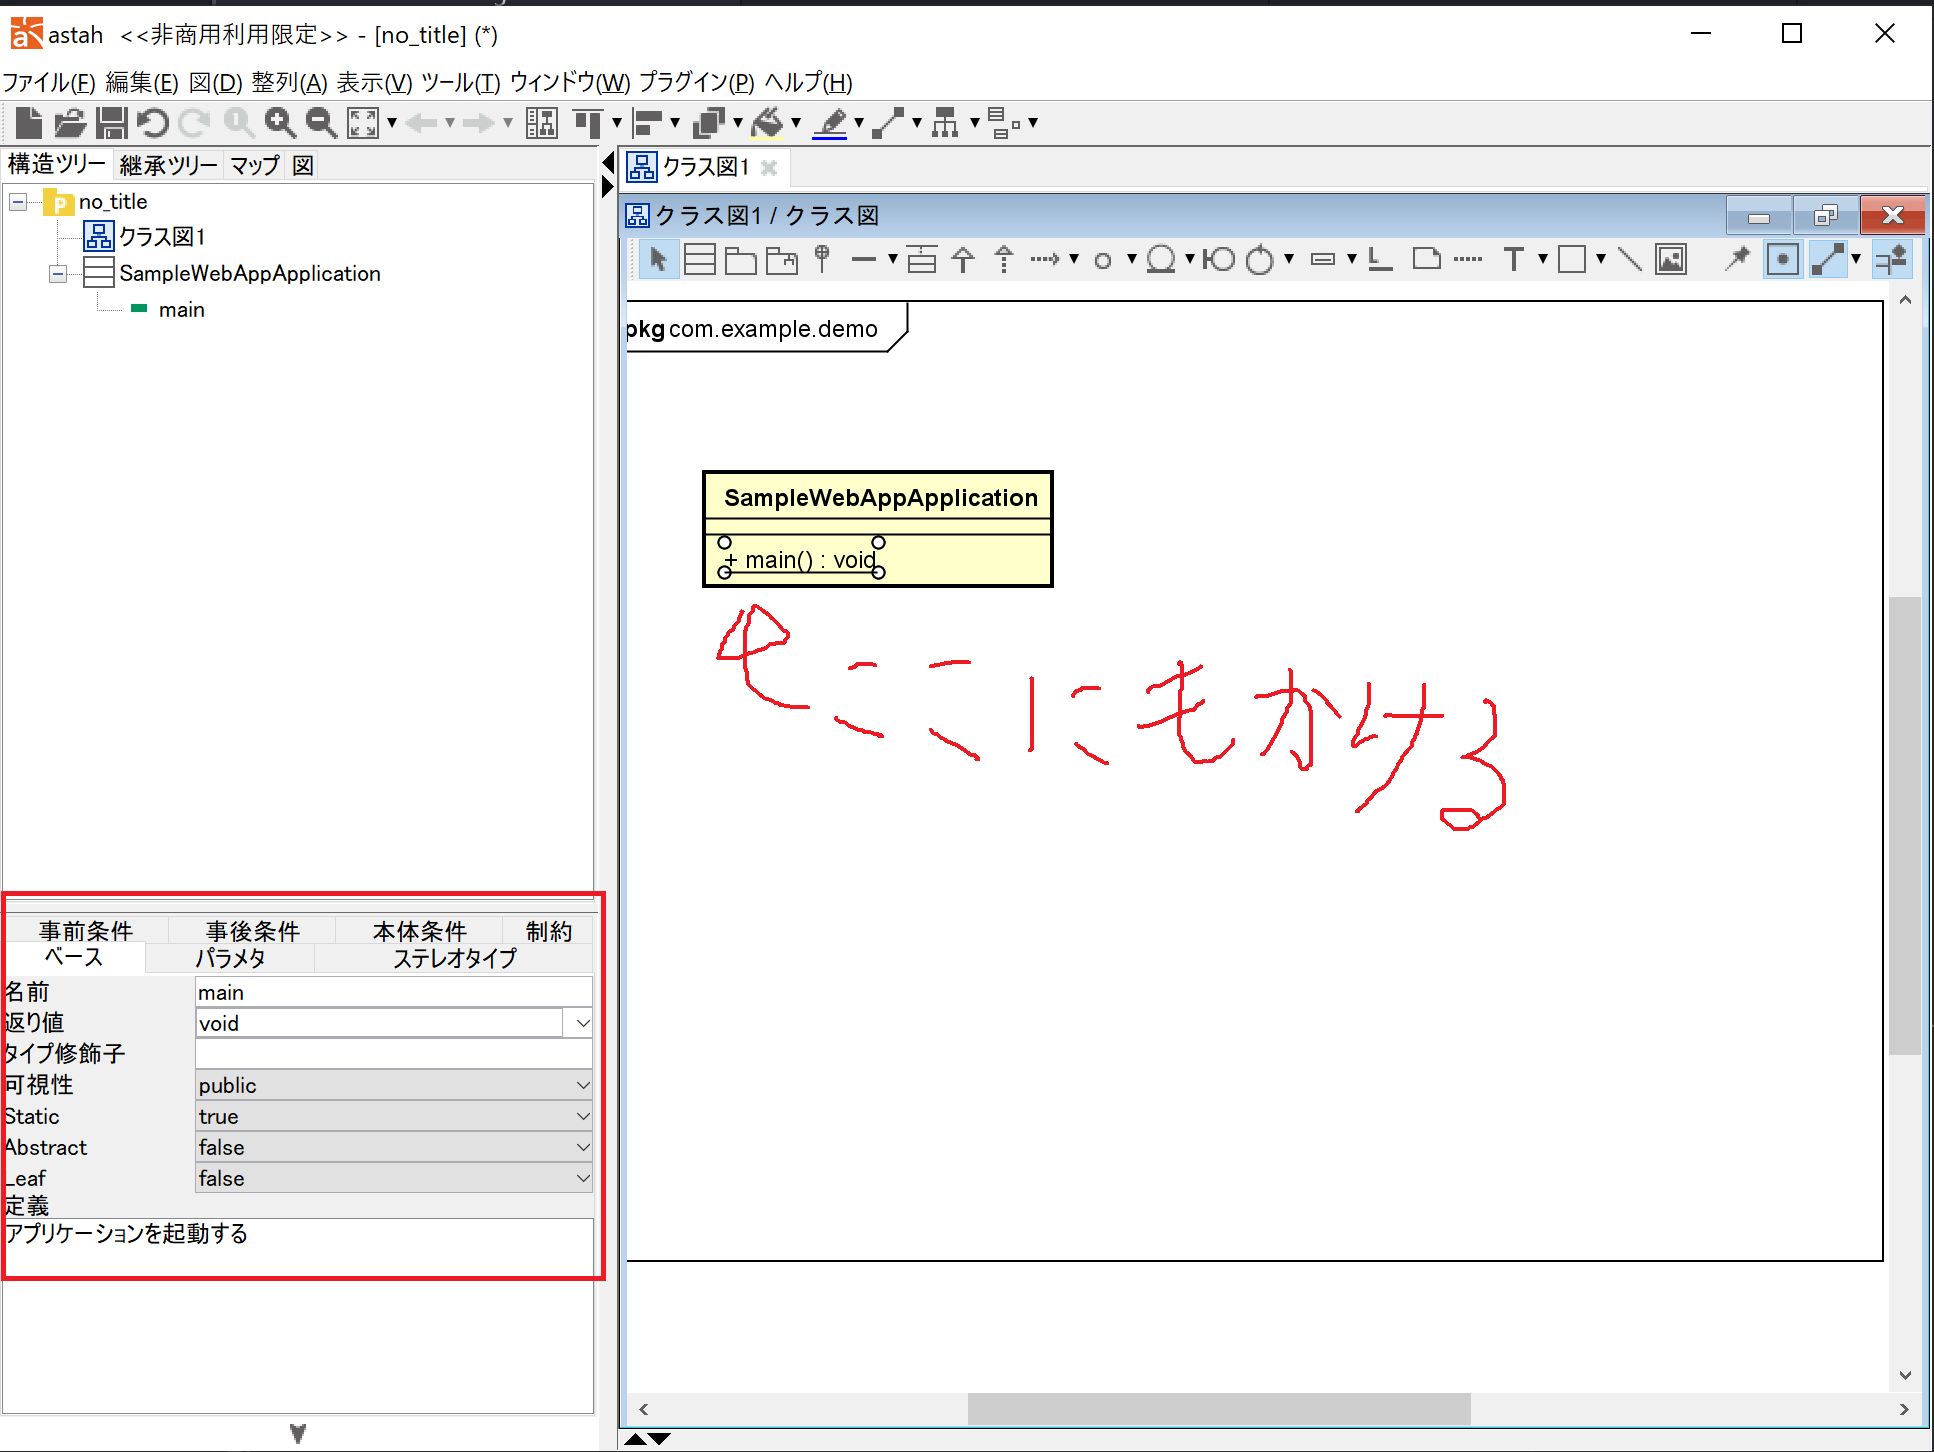 astah <<非商用利用限定>> - [no_title] (*)
ファイル(F) 編集(E) 図(D) 整列(A) 表示(V) ツール(T) ウィンドウ(W) プラグイン(P) ヘルプ(H)
構造ツリー 継承ツリー マップ 図
no_title
クラス図1
SampleWebAppApplication
main
クラス図1
クラス図1 / クラス図
pkg com.example.demo
SampleWebAppApplication
+ main() : void
ここにもかける
事前条件 事後条件 本体条件 制約
ベース パラメタ ステレオタイプ
名前 main
返り値 void
タイプ修飾子
可視性 public
Static true
Abstract false
Leaf false
定義
アプリケーションを起動する